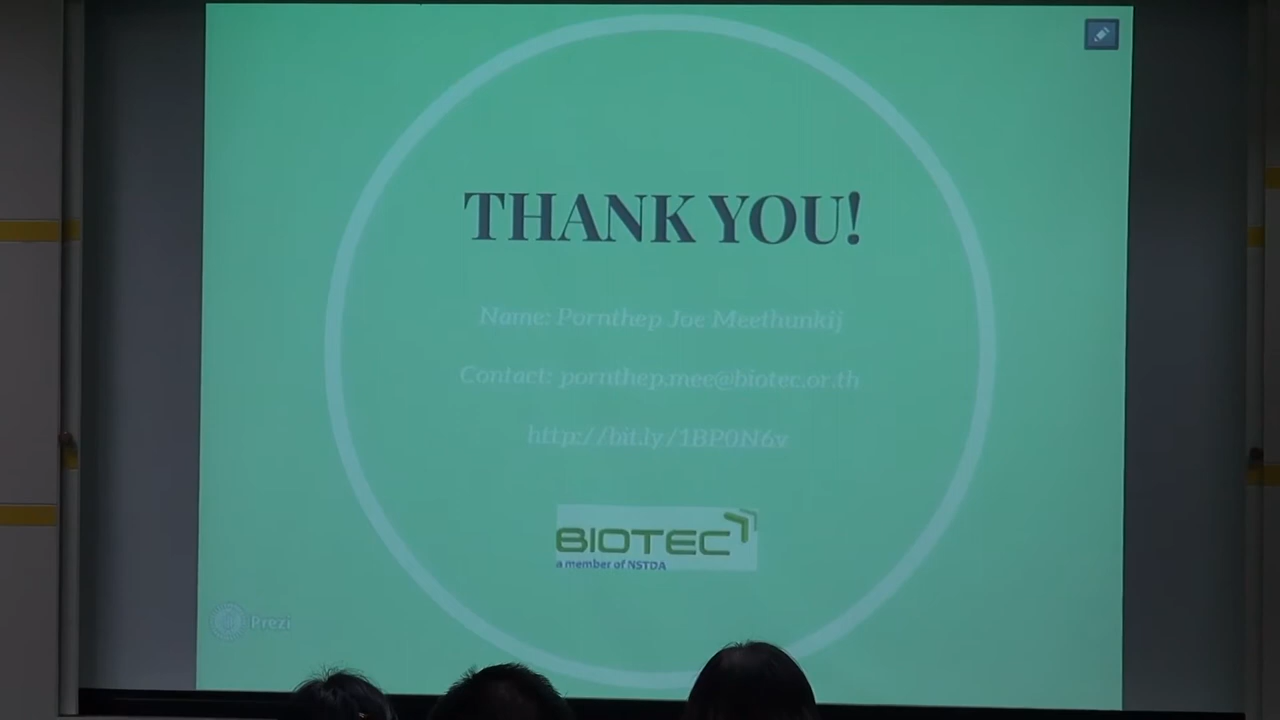 THANK YOU!
Name: Pornthep Joe Meethunkij
Contact: pornthep.mee@biotec.or.th
http://bit.ly/1BP0N6v
BIOTEC
a member of NSTDA
Prezi